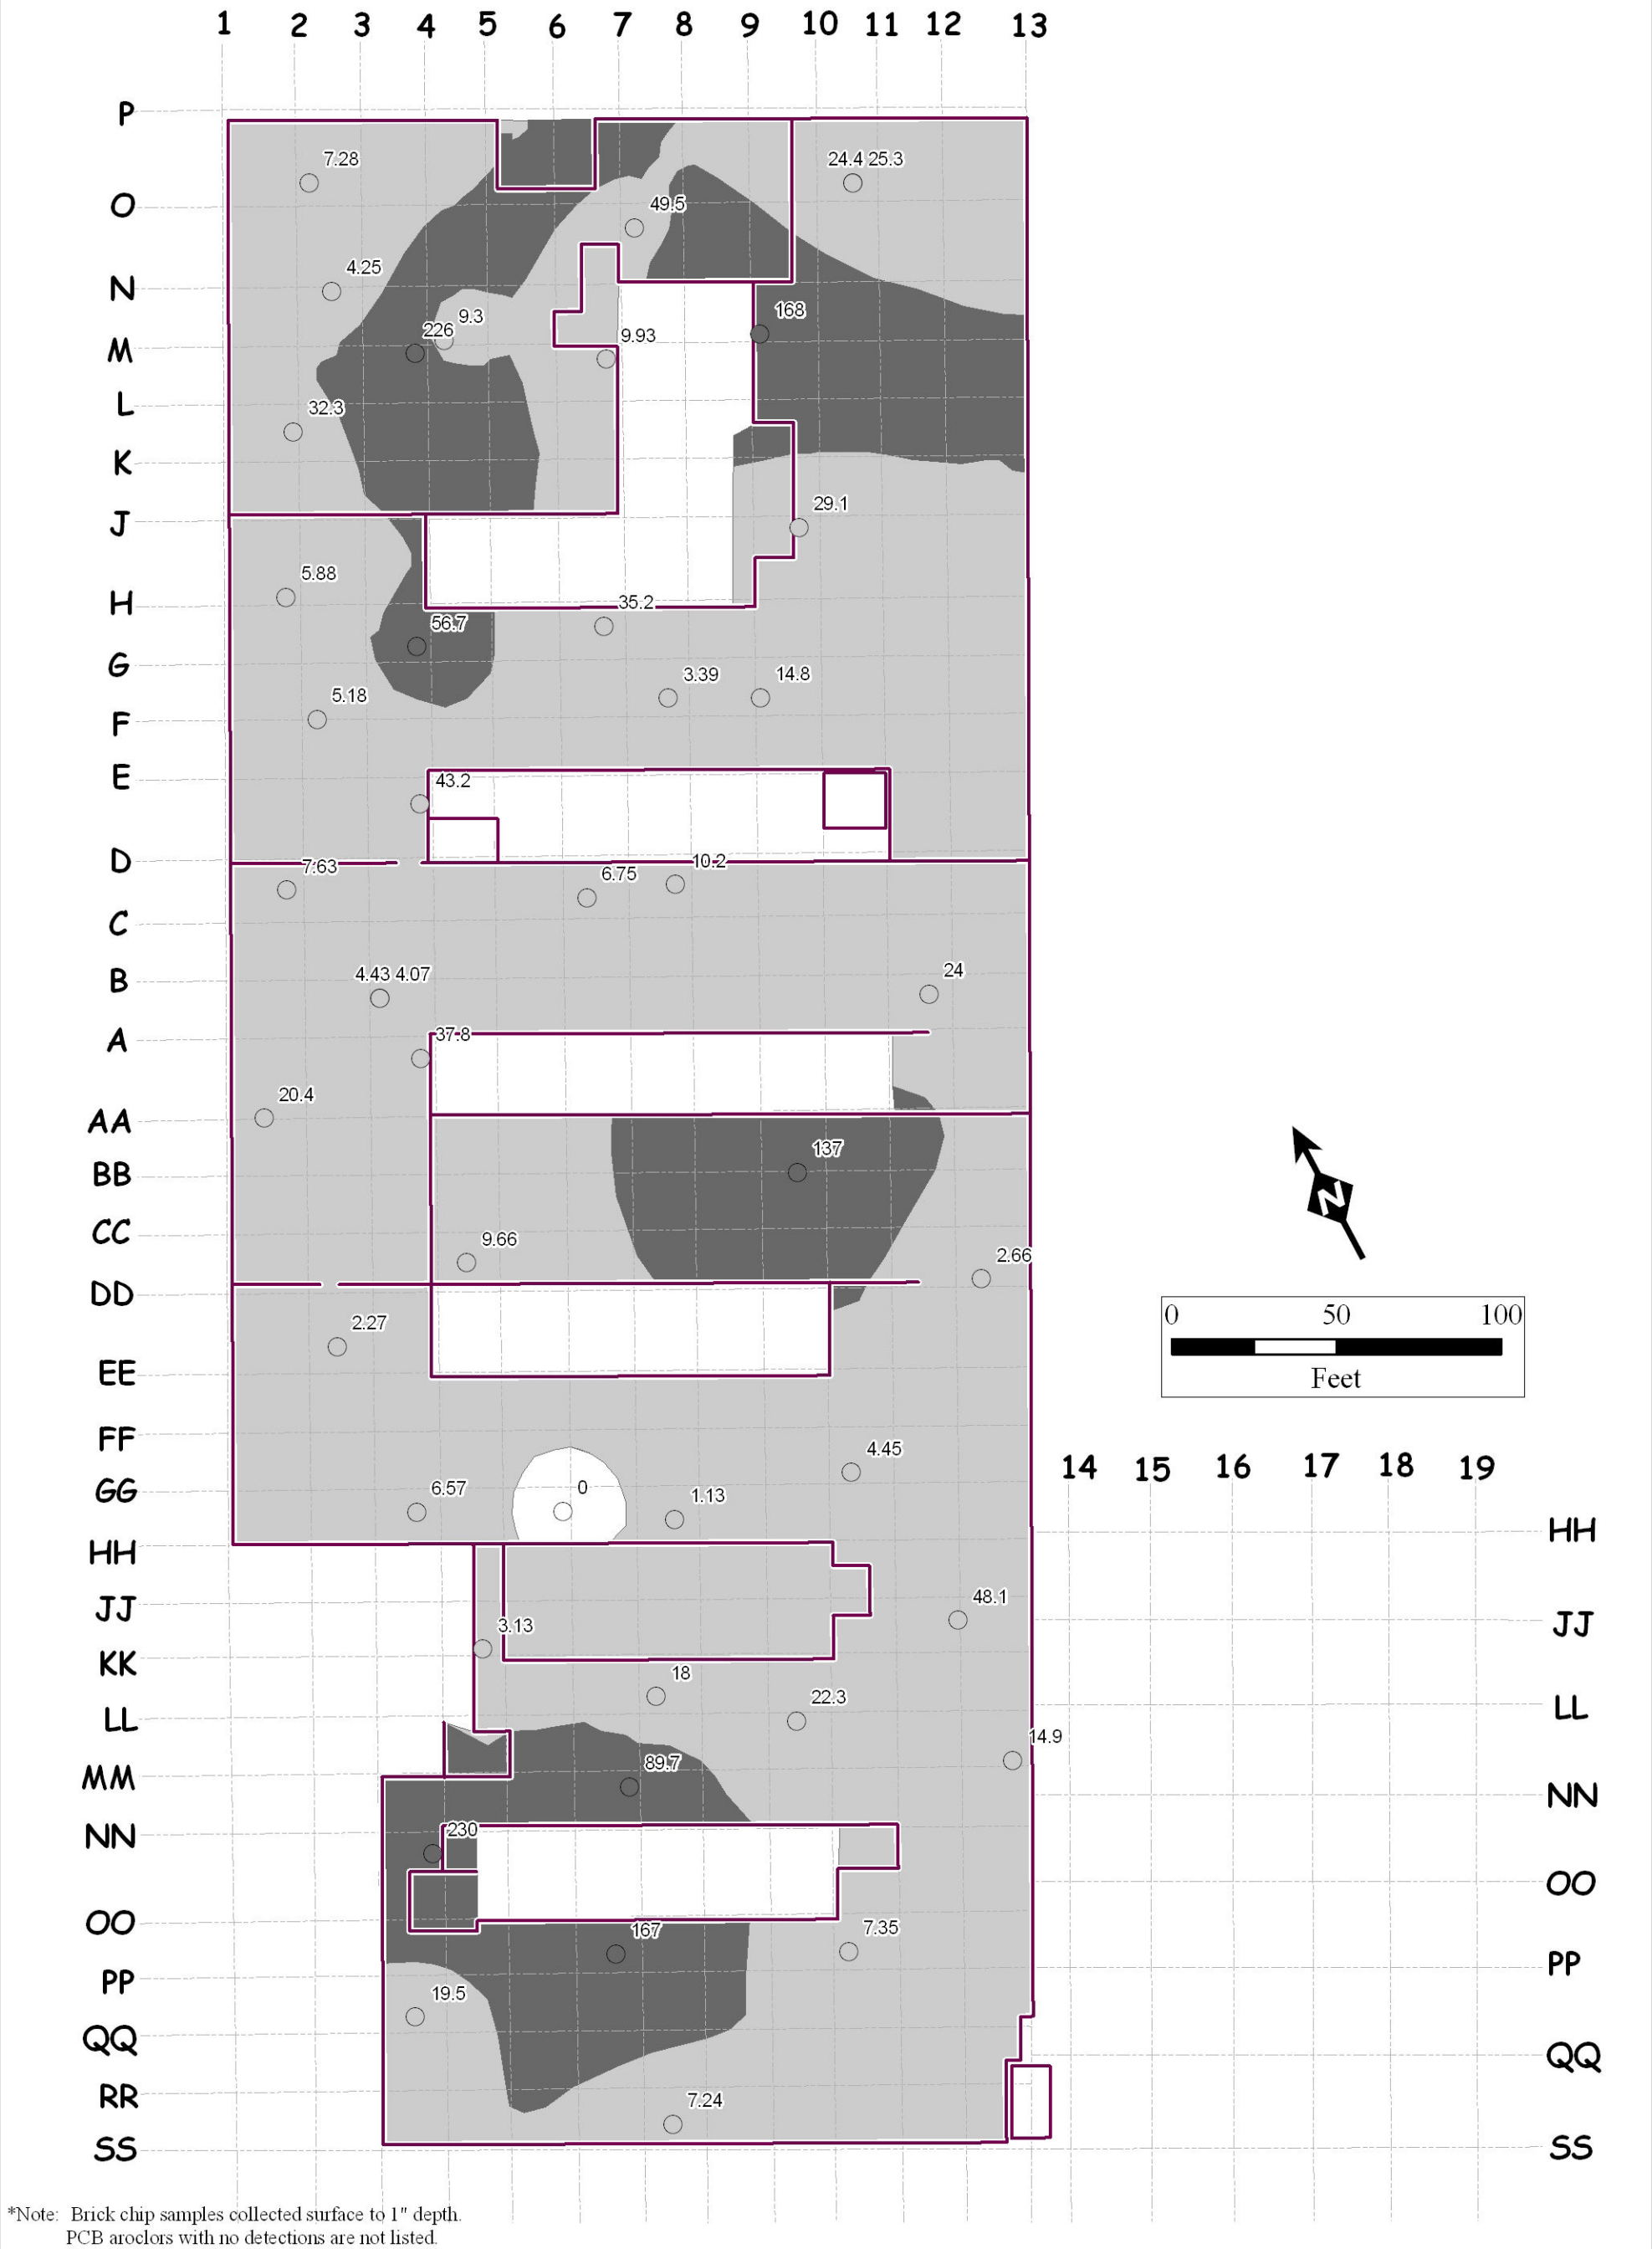 1 2 3 4 5 6 7 8 9 10 11 12 13
P
7.28
24.4 25.3
O
49.5
4.25
N
168
9.3
226
9.93
M
L
32.3
K
29.1
J
5.88
H
35.2
56.7
G
3.39
14.8
5.18
F
E
43.2
D
7.63
10.2
6.75
C
4.43 4.07
24
B
A
37.8
20.4
AA
137
BB
CC
9.66
2.66
DD
2.27
EE
N
0 50 100
Feet
FF
4.45
14 15 16 17 18 19
GG
6.57
0
1.13
HH
HH
48.1
JJ
3.13
JJ
KK
18
22.3
LL
LL
14.9
89.7
MM
NN
230
NN
OO
OO
167
7.35
PP
PP
19.5
QQ
QQ
RR
7.24
SS
SS
*Note: Brick chip samples collected surface to 1" depth.
PCB aroclors with no detections are not listed.